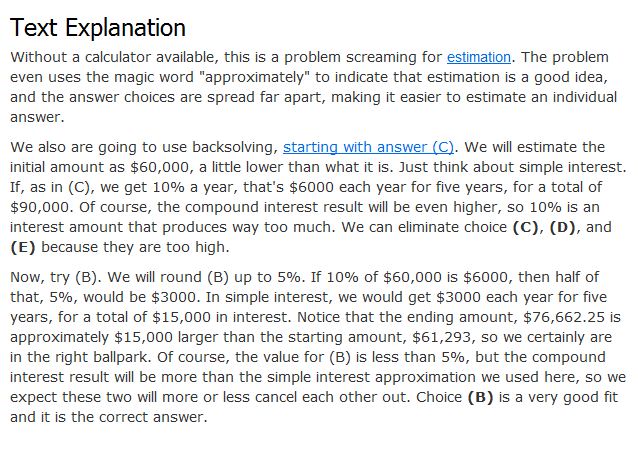 Text Explanation
Without a calculator available, this is a problem screaming for estimation. The problem
even uses the magic word "approximately" to indicate that estimation is a good idea,
and the answer choices are spread far apart, making it easier to estimate an individual
answer.
We also are going to use backsolving, starting with answer (C). We will estimate the
initial amount as $60,000, a little lower than what it is. Just think about simple interest.
If, as in (C), we get 10% a year, that's $6000 each year for five years, for a total of
$90,000. Of course, the compound interest result will be even higher, so 10% is an
interest amount that produces way too much. We can eliminate choice (C), (D), and
(E) because they are too high.
Now, try (B). We will round (B) up to 5%. If 10% of $60,000 is $6000, then half of
that, 5%, would be $3000. In simple interest, we would get $3000 each year for five
years, for a total of $15,000 in interest. Notice that the ending amount, $76,662.25 is
approximately $15,000 larger than the starting amount, $61,293, so we certainly are
in the right ballpark. Of course, the value for (B) is less than 5%, but the compound
interest result will be more than the simple interest approximation we used here, so we
expect these two will more or less cancel each other out. Choice (B) is a very good fit
and it is the correct answer.